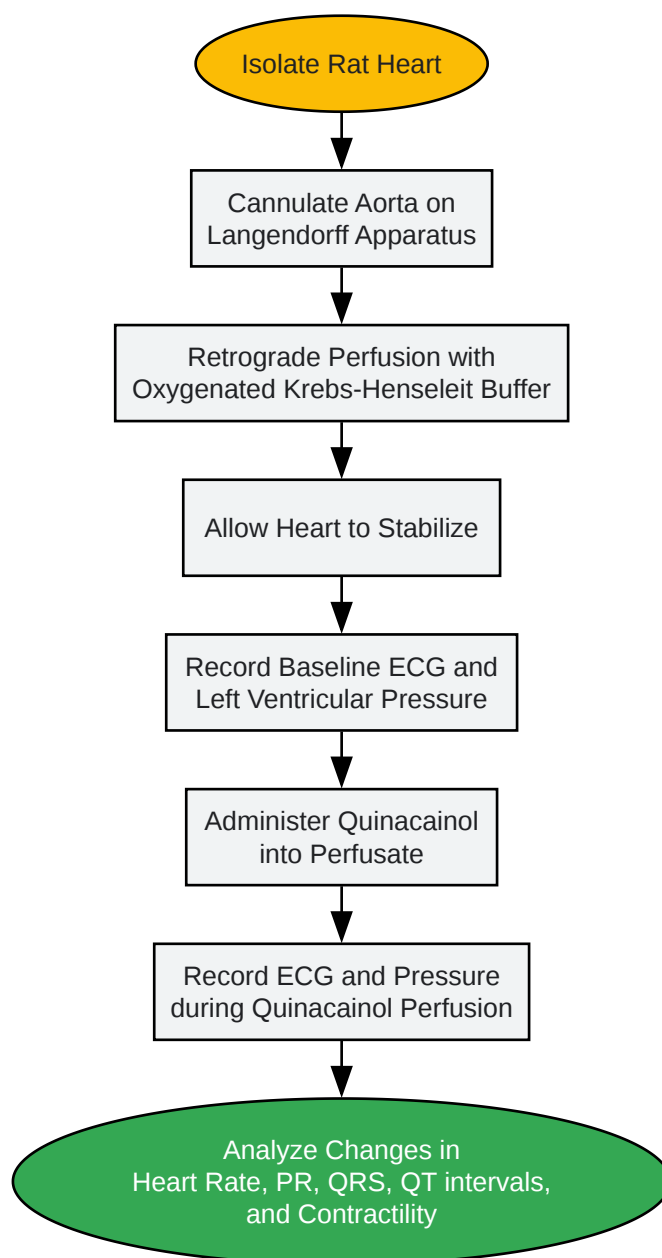 Isolate Rat Heart
Cannulate Aorta on
Langendorff Apparatus
Retrograde Perfusion with
Oxygenated Krebs-Henseleit Buffer
Allow Heart to Stabilize
Record Baseline ECG and
Left Ventricular Pressure
Administer Quinacainol
into Perfusate
Record ECG and Pressure
during Quinacainol Perfusion
Analyze Changes in
Heart Rate, PR, QRS, QT intervals,
and Contractility